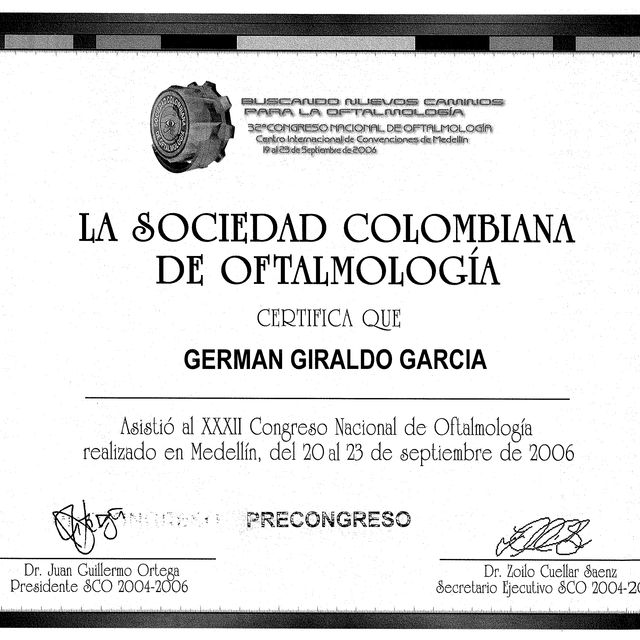 SOCIEDAD COLOMBIANA
OFTALMOLOGIA
BUSCANDO NUEVOS CAMINOS
PARA LA OFTALMOLOGÍA
32º CONGRESO NACIONAL DE OFTALMOLOGÍA
Centro Internacional de Convenciones de Medellín
19 al 23 de Septiembre de 2006
LA SOCIEDAD COLOMBIANA
DE OFTALMOLOGÍA
CERTIFICA QUE
GERMAN GIRALDO GARCIA
Asistió al XXXII Congreso Nacional de Oftalmología
realizado en Medellín, del 20 al 23 de septiembre de 2006
PRECONGRESO
Dr. Juan Guillermo Ortega
Presidente SCO 2004-2006
Dr. Zoilo Cuellar Saenz
Secretario Ejecutivo SCO 2004-20